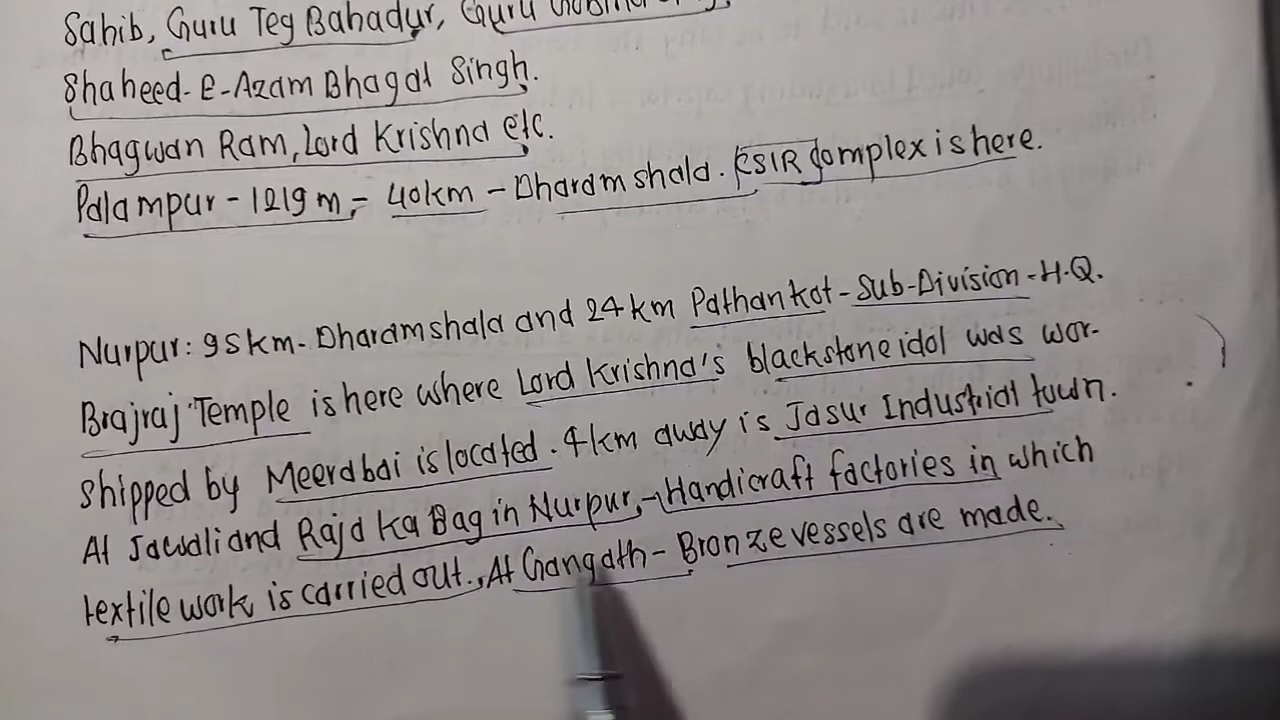 Sahib, Guru Teg Bahadur, Guru
Shaheed-E-Azam Bhagat Singh.
Bhagwan Ram, Lord Krishna etc.
Palampur - 1219 m, - 40km - Dharamshala. KSIR Complex is here.
Nurpur: 95km - Dharamshala and 24km Pathankot - Sub-Division - H.Q.
Brajraj Temple is here where Lord Krishna's blackstone idol was wor-
shipped by Meerabai is located. 4km away is Jasur Industrial town.
At Jawali and Raja Ka Bag in Nurpur, - Handicraft factories in which
textile work is carried out., At Gangath - Bronze vessels are made.